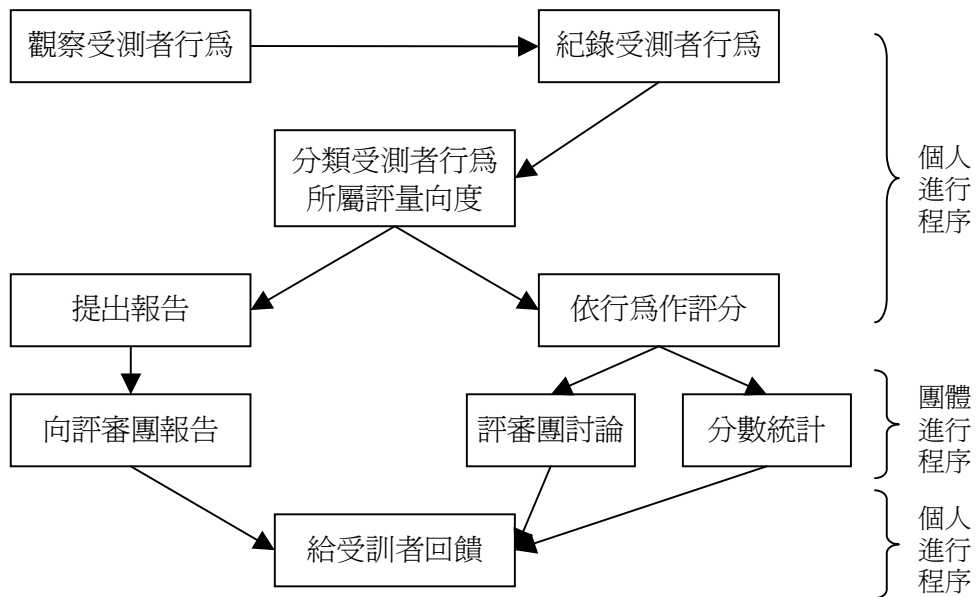 觀察受測者行爲
紀錄受測者行爲
分類受測者行爲
所屬評量向度
提出報告
依行爲作評分
個人
進行
程序
向評審團報告
評審團討論
分數統計
團體
進行
程序
給受訓者回饋
個人
進行
程序